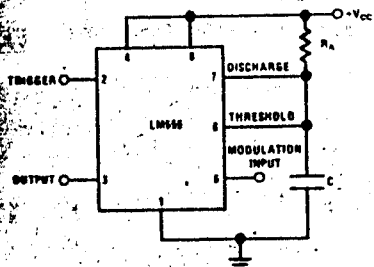 +VCC
4
8
RA
DISCHARGE
TRIGGER
2
7
THRESHOLD
LM555
6
MODULATION
INPUT
OUTPUT
3
5
C
1